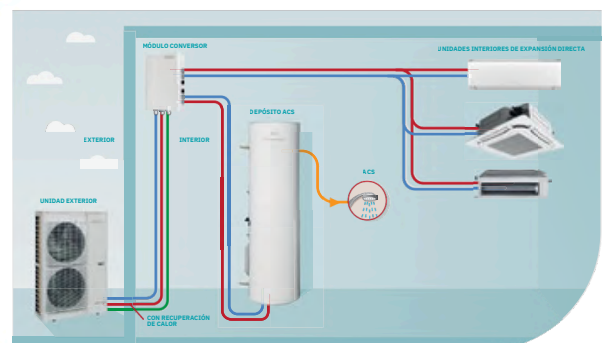 MÓDULO CONVERSOR
UNIDADES INTERIORES DE EXPANSIÓN DIRECTA
DEPÓSITO ACS
EXTERIOR
INTERIOR
ACS
UNIDAD EXTERIOR
CON RECUPERACIÓN
DE CALOR